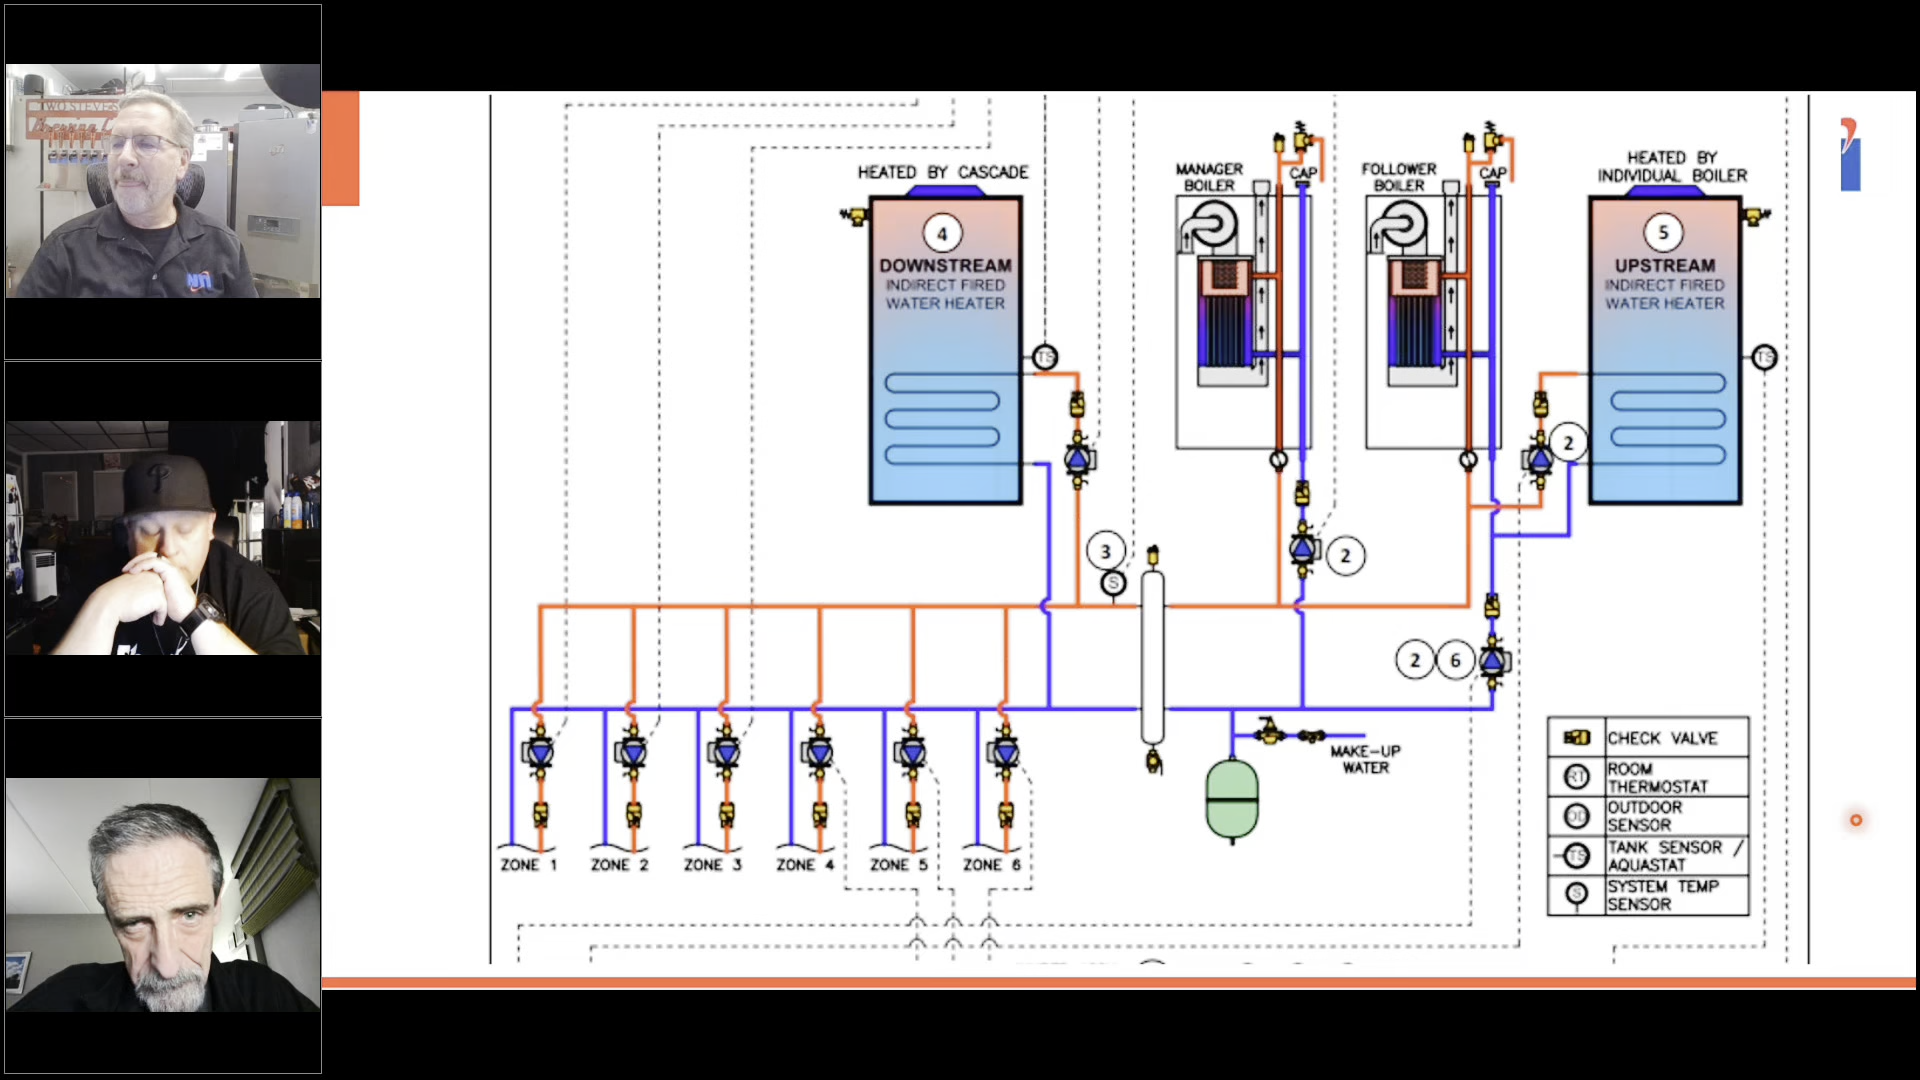 TWO STEVE'S
NTI
HEATED BY CASCADE
4
DOWNSTREAM
INDIRECT FIRED
WATER HEATER
TS
MANAGER
BOILER
CAP
FOLLOWER
BOILER
CAP
HEATED BY
INDIVIDUAL BOILER
5
UPSTREAM
INDIRECT FIRED
WATER HEATER
TS
2
3
S
2
2
6
MAKE-UP
WATER
ZONE 1
ZONE 2
ZONE 3
ZONE 4
ZONE 5
ZONE 6
CHECK VALVE
RT
ROOM
THERMOSTAT
OD
OUTDOOR
SENSOR
TS
TANK SENSOR /
AQUASTAT
S
SYSTEM TEMP
SENSOR